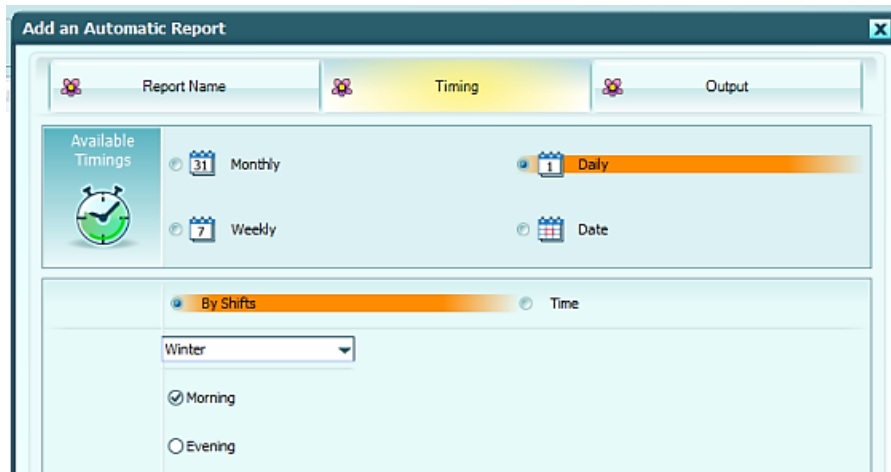 Add an Automatic Report
X
Report Name
Timing
Output
Available
Timings
31 Monthly
1 Daily
7 Weekly
Date
By Shifts
Time
Winter
Morning
Evening